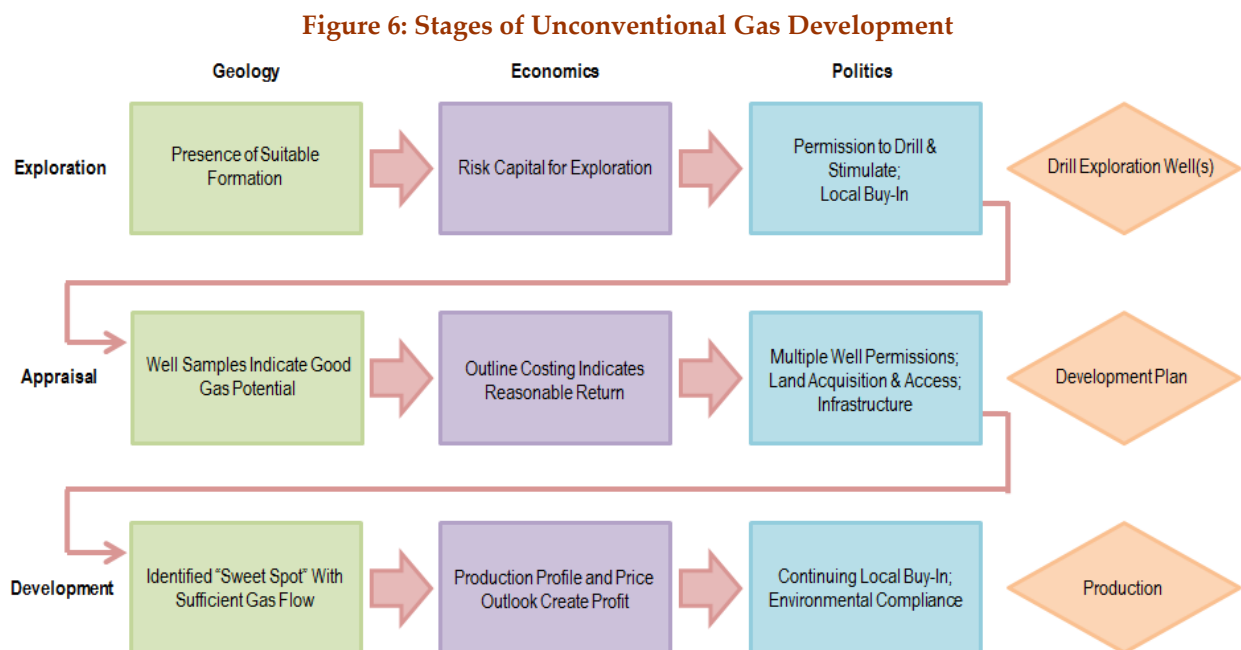 Figure 6: Stages of Unconventional Gas Development
Geology
Economics
Politics
Exploration
Presence of Suitable
Formation
Risk Capital for Exploration
Permission to Drill &
Stimulate;
Local Buy-In
Drill Exploration Well(s)
Appraisal
Well Samples Indicate Good
Gas Potential
Outline Costing Indicates
Reasonable Return
Multiple Well Permissions;
Land Acquisition & Access;
Infrastructure
Development Plan
Development
Identified “Sweet Spot” With
Sufficient Gas Flow
Production Profile and Price
Outlook Create Profit
Continuing Local Buy-In;
Environmental Compliance
Production